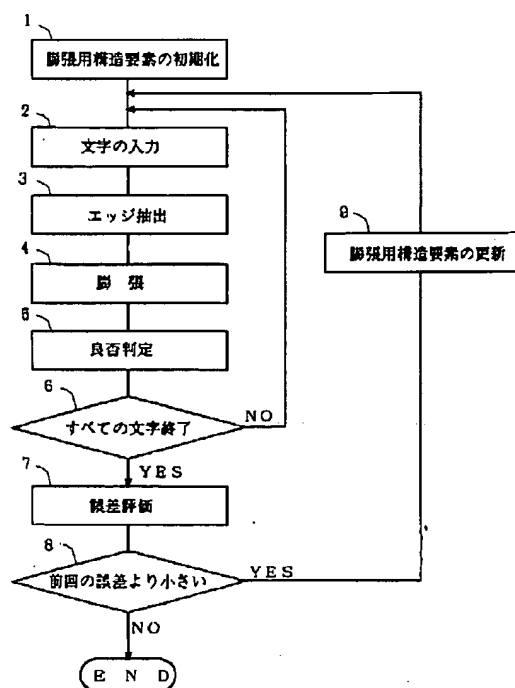 1
膨張用構造要素の初期化
2
文字の入力
3
エッジ抽出
9
膨張用構造要素の更新
4
膨 張
5
良否判定
6
すべての文字終了
NO
YES
7
誤差評価
8
前回の誤差より小さい
YES
NO
E N D